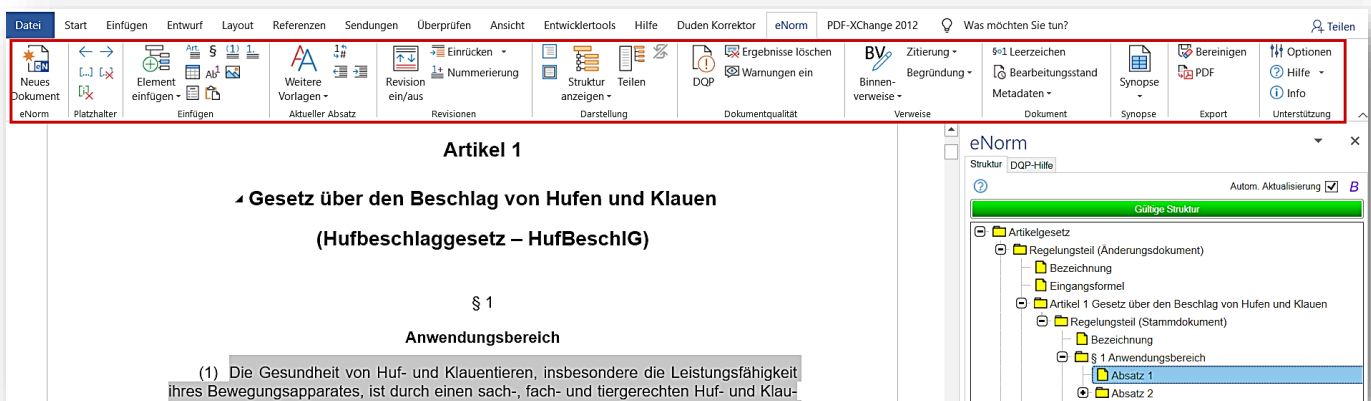 Datei Start Einfügen Entwurf Layout Referenzen Sendungen Überprüfen Ansicht Entwicklertools Hilfe Duden Korrektor eNorm PDF-XChange 2012 Was möchten Sie tun? Teilen
Neues Dokument
eNorm
Platzhalter
Element einfügen
Art. § (1) 1.
Ab¹
Einfügen
Weitere Vorlagen
Aktueller Absatz
Revision ein/aus
Einrücken
Nummerierung
Revisionen
Struktur anzeigen
Teilen
Darstellung
DQP
Ergebnisse löschen
Warnungen ein
Dokumentqualität
BV
Binnen-
verweise
Zitierung
Begründung
Verweise
§01 Leerzeichen
Bearbeitungsstand
Metadaten
Dokument
Synopse
Synopse
Bereinigen
PDF
Export
Optionen
Hilfe
Info
Unterstützung
Artikel 1
Gesetz über den Beschlag von Hufen und Klauen
(Hufbeschlaggesetz – HufBeschlG)
§ 1
Anwendungsbereich
(1) Die Gesundheit von Huf- und Klauentieren, insbesondere die Leistungsfähigkeit
ihres Bewegungsapparates, ist durch einen sach-, fach- und tiergerechten Huf- und Klau-
eNorm
Struktur DQP-Hilfe
Autom. Aktualisierung B
Gültige Struktur
Artikelgesetz
Regelungsteil (Änderungsdokument)
Bezeichnung
Eingangsformel
Artikel 1 Gesetz über den Beschlag von Hufen und Klauen
Regelungsteil (Stammdokument)
Bezeichnung
§ 1 Anwendungsbereich
Absatz 1
Absatz 2